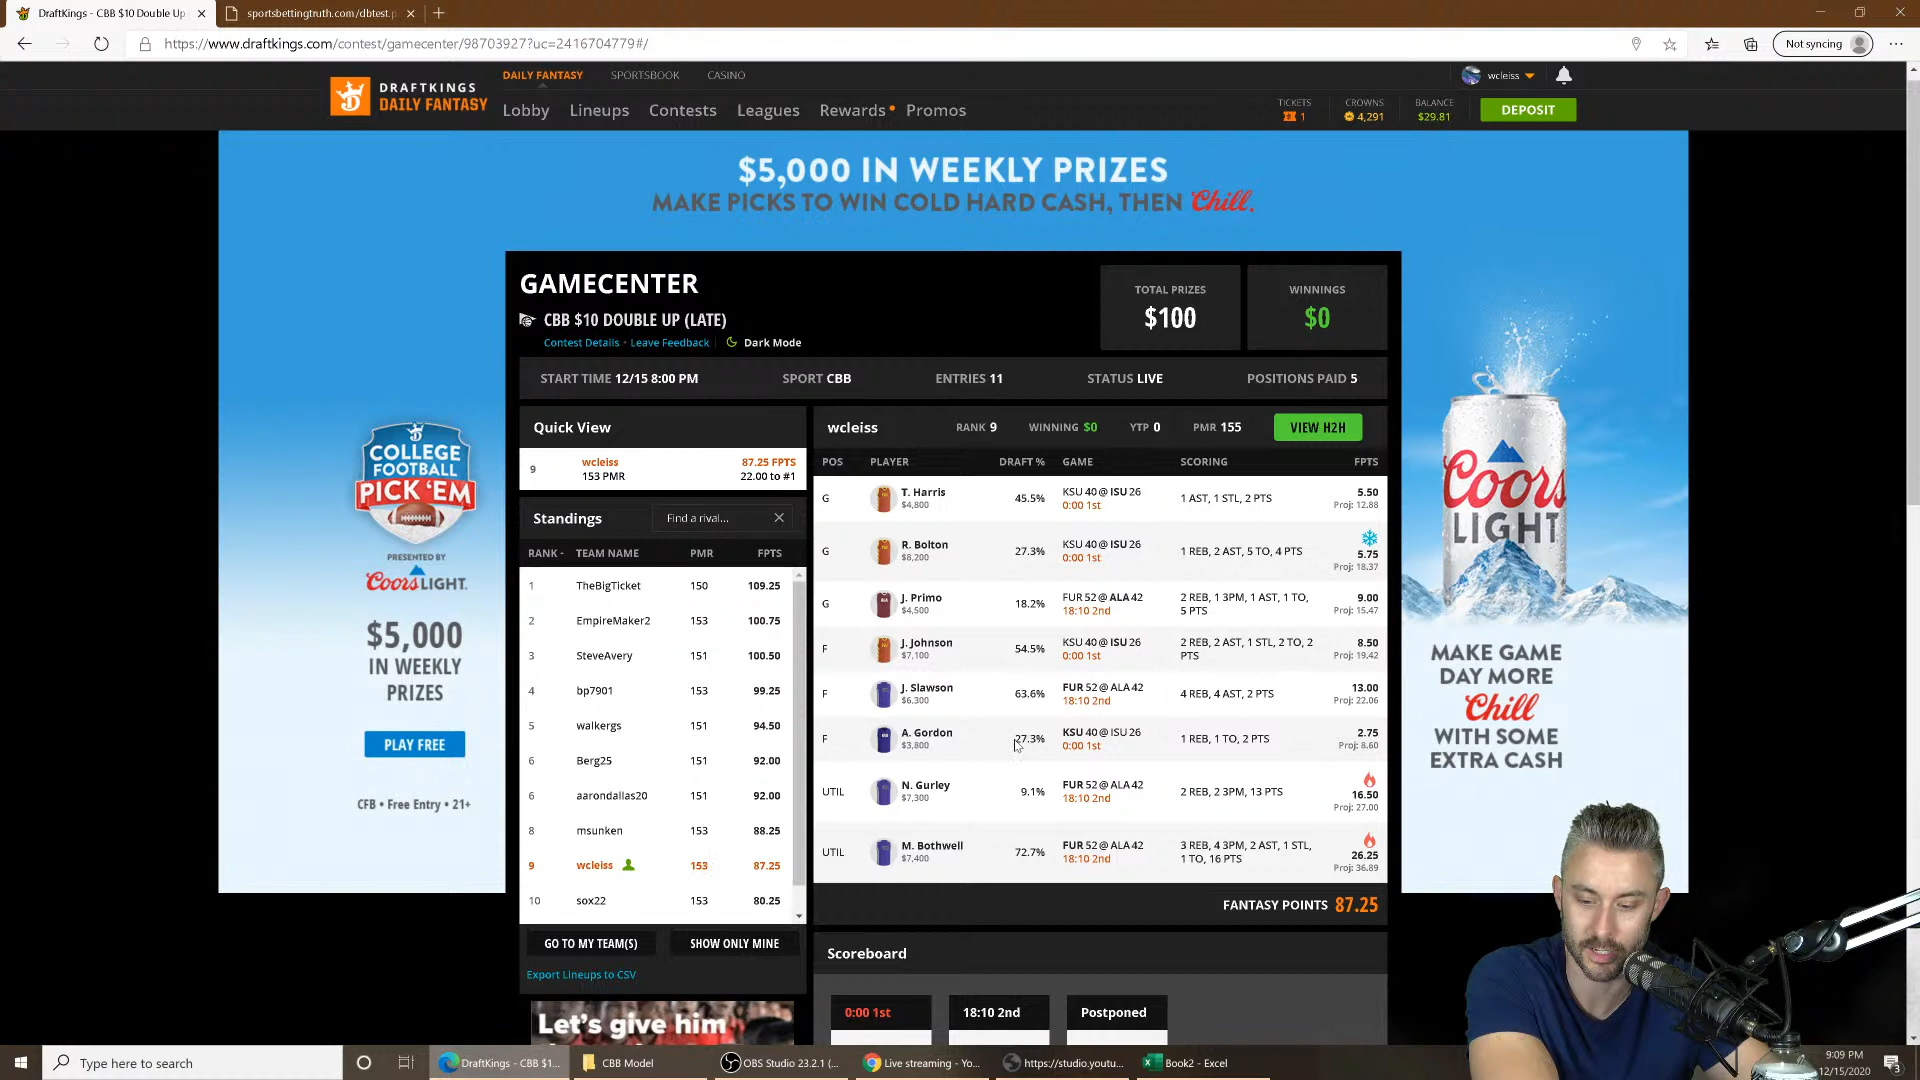 DraftKings - CBB $10 Double Up
sportsbettingtruth.com/dbtest.p
https://www.draftkings.com/contest/gamecenter/98703927?uc=2416704779#/
Not syncing
DRAFTKINGS
DAILY FANTASY
DAILY FANTASY SPORTSBOOK CASINO
Lobby Lineups Contests Leagues Rewards Promos
wcleiss
TICKETS
1
CROWNS
4,291
BALANCE
$29.81
DEPOSIT
$5,000 IN WEEKLY PRIZES
MAKE PICKS TO WIN COLD HARD CASH, THEN Chill.
GAMECENTER
CBB $10 DOUBLE UP (LATE)
Contest Details • Leave Feedback
Dark Mode
TOTAL PRIZES
$100
WINNINGS
$0
START TIME 12/15 8:00 PM SPORT CBB ENTRIES 11 STATUS LIVE POSITIONS PAID 5
Quick View
9 wcleiss 87.25 FPTS
153 PMR 22.00 to #1
Standings
Find a rival...
RANK TEAM NAME PMR FPTS
1 TheBigTicket 150 109.25
2 EmpireMaker2 153 100.75
3 SteveAvery 151 100.50
4 bp7901 153 99.25
5 walkergs 151 94.50
6 Berg25 151 92.00
6 aarondallas20 151 92.00
8 msunken 153 88.25
9 wcleiss 153 87.25
10 sox22 153 80.25
GO TO MY TEAM(S) SHOW ONLY MINE
Export Lineups to CSV
Let's give him
wcleiss RANK 9 WINNING $0 YTP 0 PMR 155 VIEW H2H
POS PLAYER DRAFT % GAME SCORING FPTS
G T. Harris $4,800 45.5% KSU 40 @ ISU 26 0:00 1st 1 AST, 1 STL, 2 PTS 5.50 Proj: 12.88
G R. Bolton $8,200 27.3% KSU 40 @ ISU 26 0:00 1st 1 REB, 2 AST, 5 TO, 4 PTS 5.75 Proj: 18.37
G J. Primo $4,500 18.2% FUR 52 @ ALA 42 18:10 2nd 2 REB, 1 3PM, 1 AST, 1 TO, 5 PTS 9.00 Proj: 15.47
F J. Johnson $7,100 54.5% KSU 40 @ ISU 26 0:00 1st 2 REB, 2 AST, 1 STL, 2 TO, 2 PTS 8.50 Proj: 19.42
F J. Slawson $6,300 63.6% FUR 52 @ ALA 42 18:10 2nd 4 REB, 4 AST, 2 PTS 13.00 Proj: 22.06
F A. Gordon $3,800 27.3% KSU 40 @ ISU 26 0:00 1st 1 REB, 1 TO, 2 PTS 2.75 Proj: 8.60
UTIL N. Gurley $7,300 9.1% FUR 52 @ ALA 42 18:10 2nd 2 REB, 2 3PM, 13 PTS 16.50 Proj: 27.00
UTIL M. Bothwell $7,400 72.7% FUR 52 @ ALA 42 18:10 2nd 3 REB, 4 3PM, 2 AST, 1 STL, 1 TO, 16 PTS 26.25 Proj: 36.89
FANTASY POINTS 87.25
Scoreboard
0:00 1st 18:10 2nd Postponed
COLLEGE
FOOTBALL
PICK 'EM
PRESENTED BY
Coors LIGHT.
$5,000
IN WEEKLY
PRIZES
PLAY FREE
CFB • Free Entry • 21+
Coors
LIGHT
MAKE GAME
DAY MORE
Chill
WITH SOME
EXTRA CASH
Type here to search
DraftKings - CBB $1...
CBB Model
OBS Studio 23.2.1 (...
Live streaming - Yo...
https://studio.youtu...
Book2 - Excel
9:09 PM
12/15/2020
3